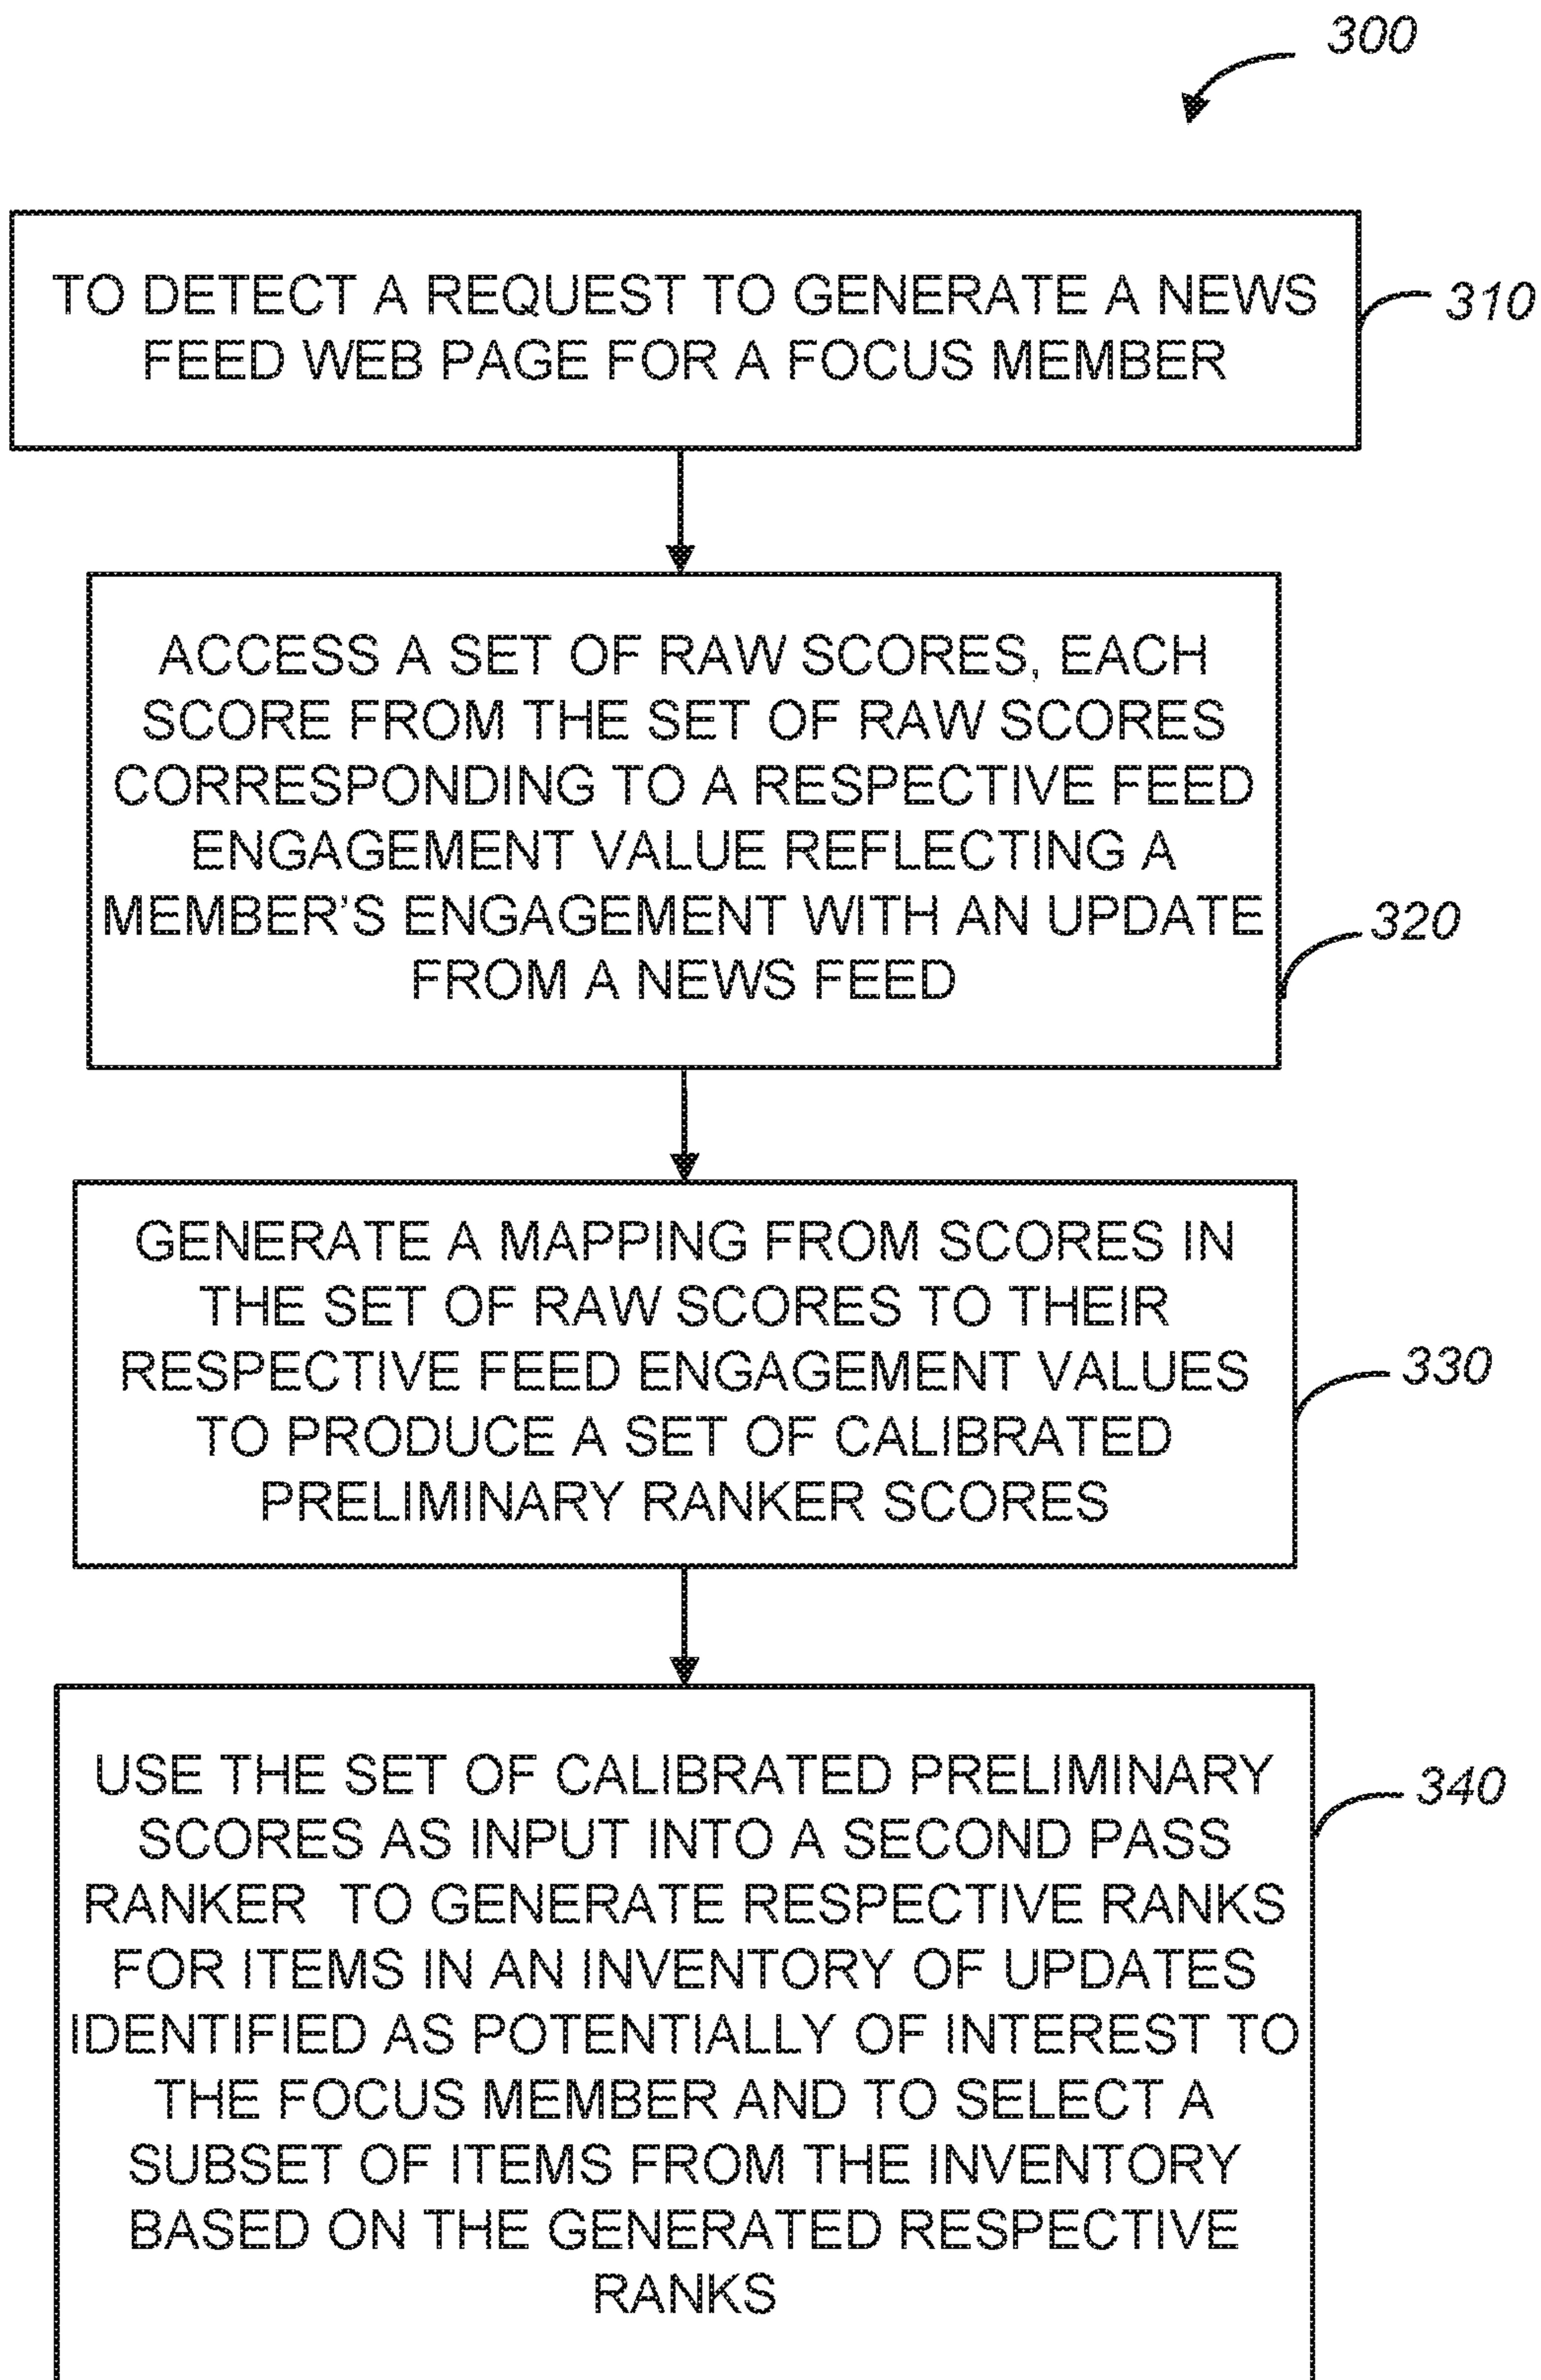 300
TO DETECT A REQUEST TO GENERATE A NEWS
FEED WEB PAGE FOR A FOCUS MEMBER
310
ACCESS A SET OF RAW SCORES, EACH
SCORE FROM THE SET OF RAW SCORES
CORRESPONDING TO A RESPECTIVE FEED
ENGAGEMENT VALUE REFLECTING A
MEMBER'S ENGAGEMENT WITH AN UPDATE
FROM A NEWS FEED
320
GENERATE A MAPPING FROM SCORES IN
THE SET OF RAW SCORES TO THEIR
RESPECTIVE FEED ENGAGEMENT VALUES
TO PRODUCE A SET OF CALIBRATED
PRELIMINARY RANKER SCORES
330
USE THE SET OF CALIBRATED PRELIMINARY
SCORES AS INPUT INTO A SECOND PASS
RANKER TO GENERATE RESPECTIVE RANKS
FOR ITEMS IN AN INVENTORY OF UPDATES
IDENTIFIED AS POTENTIALLY OF INTEREST TO
THE FOCUS MEMBER AND TO SELECT A
SUBSET OF ITEMS FROM THE INVENTORY
BASED ON THE GENERATED RESPECTIVE
RANKS
340